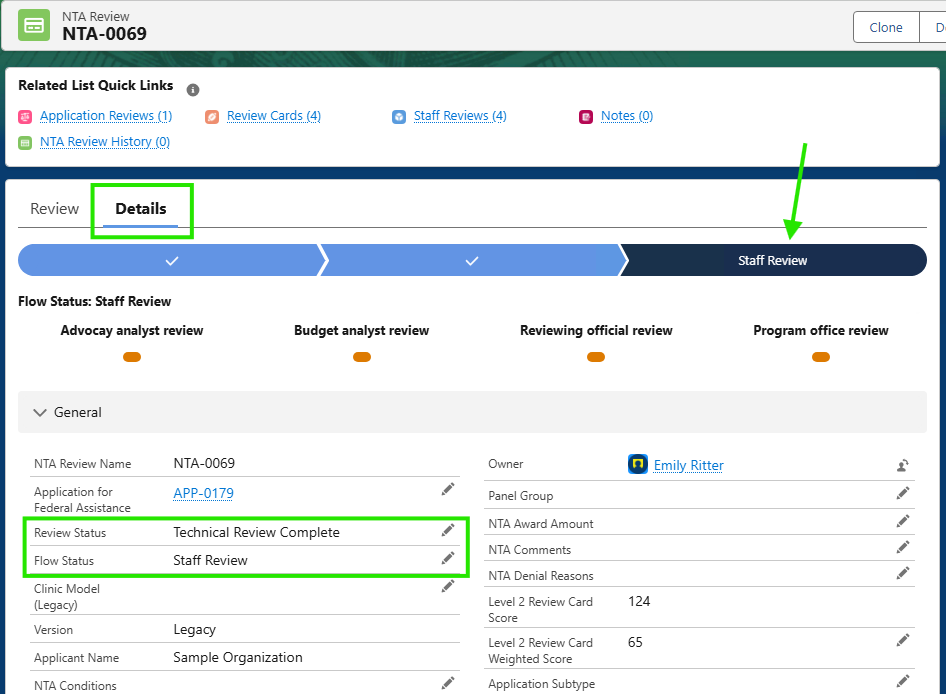 NTA Review
NTA-0069
Clone
Related List Quick Links
Application Reviews (1)
Review Cards (4)
Staff Reviews (4)
Notes (0)
NTA Review History (0)
Review
Details
Staff Review
Flow Status: Staff Review
Advocay analyst review
Budget analyst review
Reviewing official review
Program office review
General
NTA Review Name
NTA-0069
Application for
Federal Assistance
APP-0179
Review Status
Technical Review Complete
Flow Status
Staff Review
Clinic Model
(Legacy)
Version
Legacy
Applicant Name
Sample Organization
NTA Conditions
Owner
Emily Ritter
Panel Group
NTA Award Amount
NTA Comments
NTA Denial Reasons
Level 2 Review Card
Score
124
Level 2 Review Card
Weighted Score
65
Application Subtype